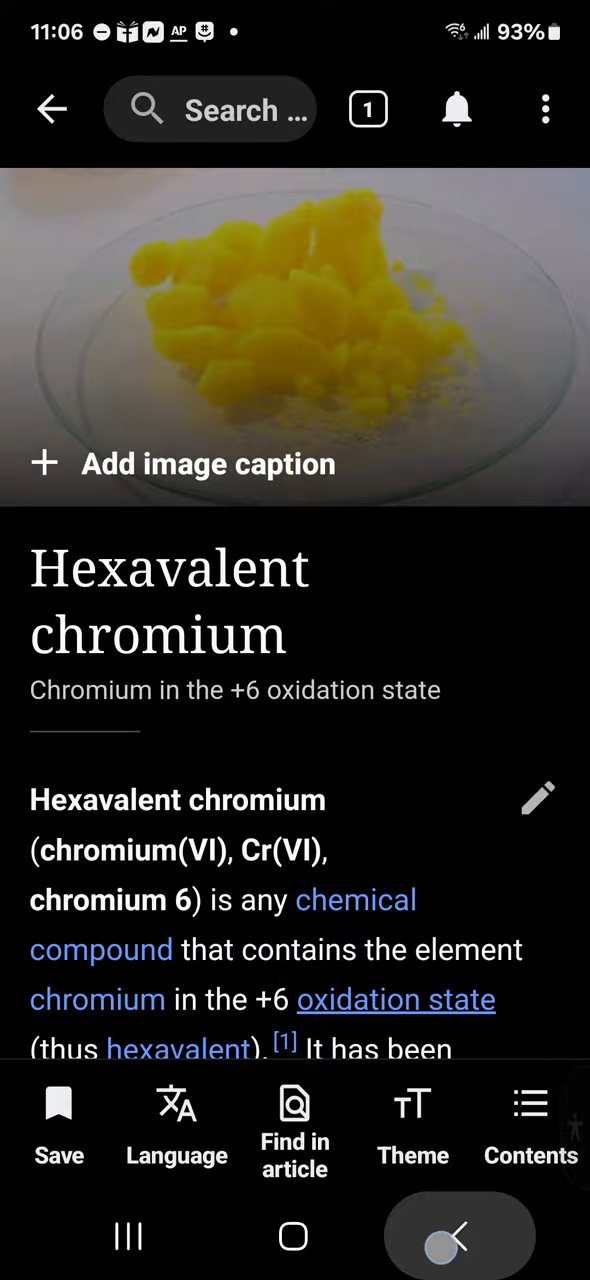 11:06 AP 93%
Search ... 1
Add image caption
Hexavalent
chromium
Chromium in the +6 oxidation state
Hexavalent chromium
(chromium(VI), Cr(VI),
chromium 6) is any chemical
compound that contains the element
chromium in the +6 oxidation state
(thus hexavalent).[1] It has been
Save Language Find in article Theme Contents